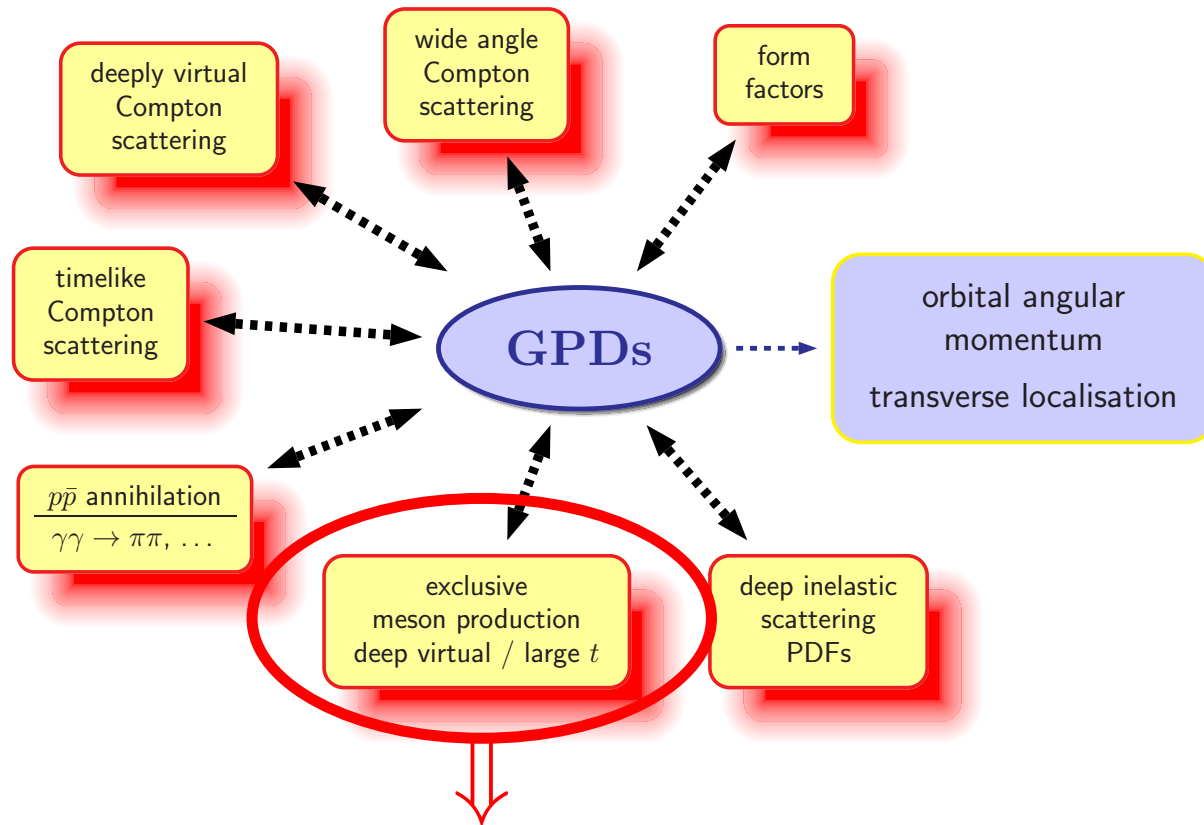 deeply virtual
Compton
scattering
wide angle
Compton
scattering
form
factors
timelike
Compton
scattering
GPDs
orbital angular
momentum
transverse localisation
pp̄ annihilation
γγ → ππ, ...
exclusive
meson production
deep virtual / large t
deep inelastic
scattering
PDFs